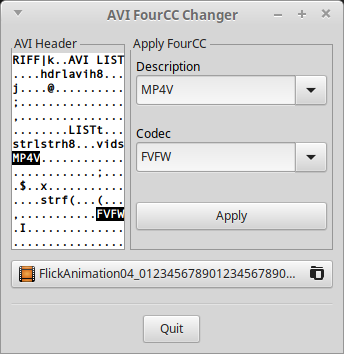 AVI FourCC Changer
AVI Header
RIFF|k..AVI LIST
....hdrlavih8...
j....@..........
;...............
,...............
........LISTt...
strlstrh8...vids
MP4V............
............;...
.$..x...........
....strf(...(...
,...........FVFW
.I..............
................
Apply FourCC
Description
MP4V
Codec
FVFW
Apply
FlickAnimation04_012345678901234567890...
Quit